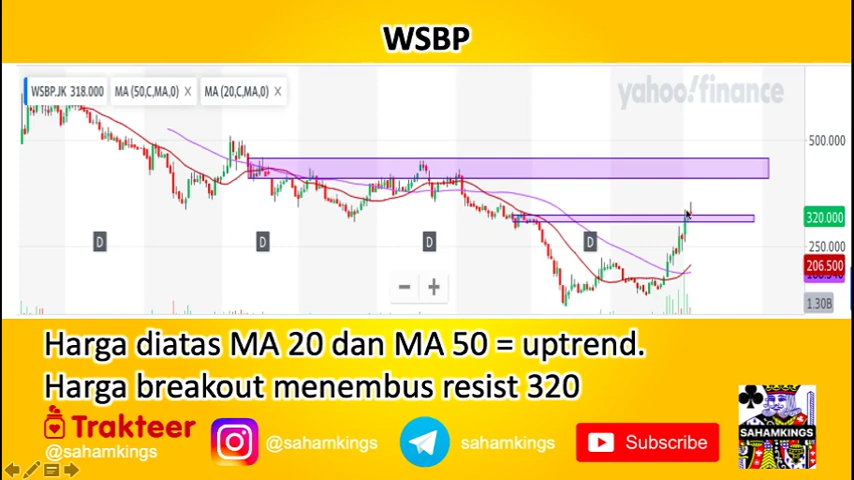 WSBP
WSBP.JK 318.000
MA (50,C,MA,0) ×
MA (20,C,MA,0) ×
yahoo!finance
500.000
320.000
D
D
D
D
250.000
206.500
1.30B
Harga diatas MA 20 dan MA 50 = uptrend.
Harga breakout menembus resist 320
Trakteer
@sahamkings
@sahamkings
sahamkings
Subscribe
SAHAMKINGS